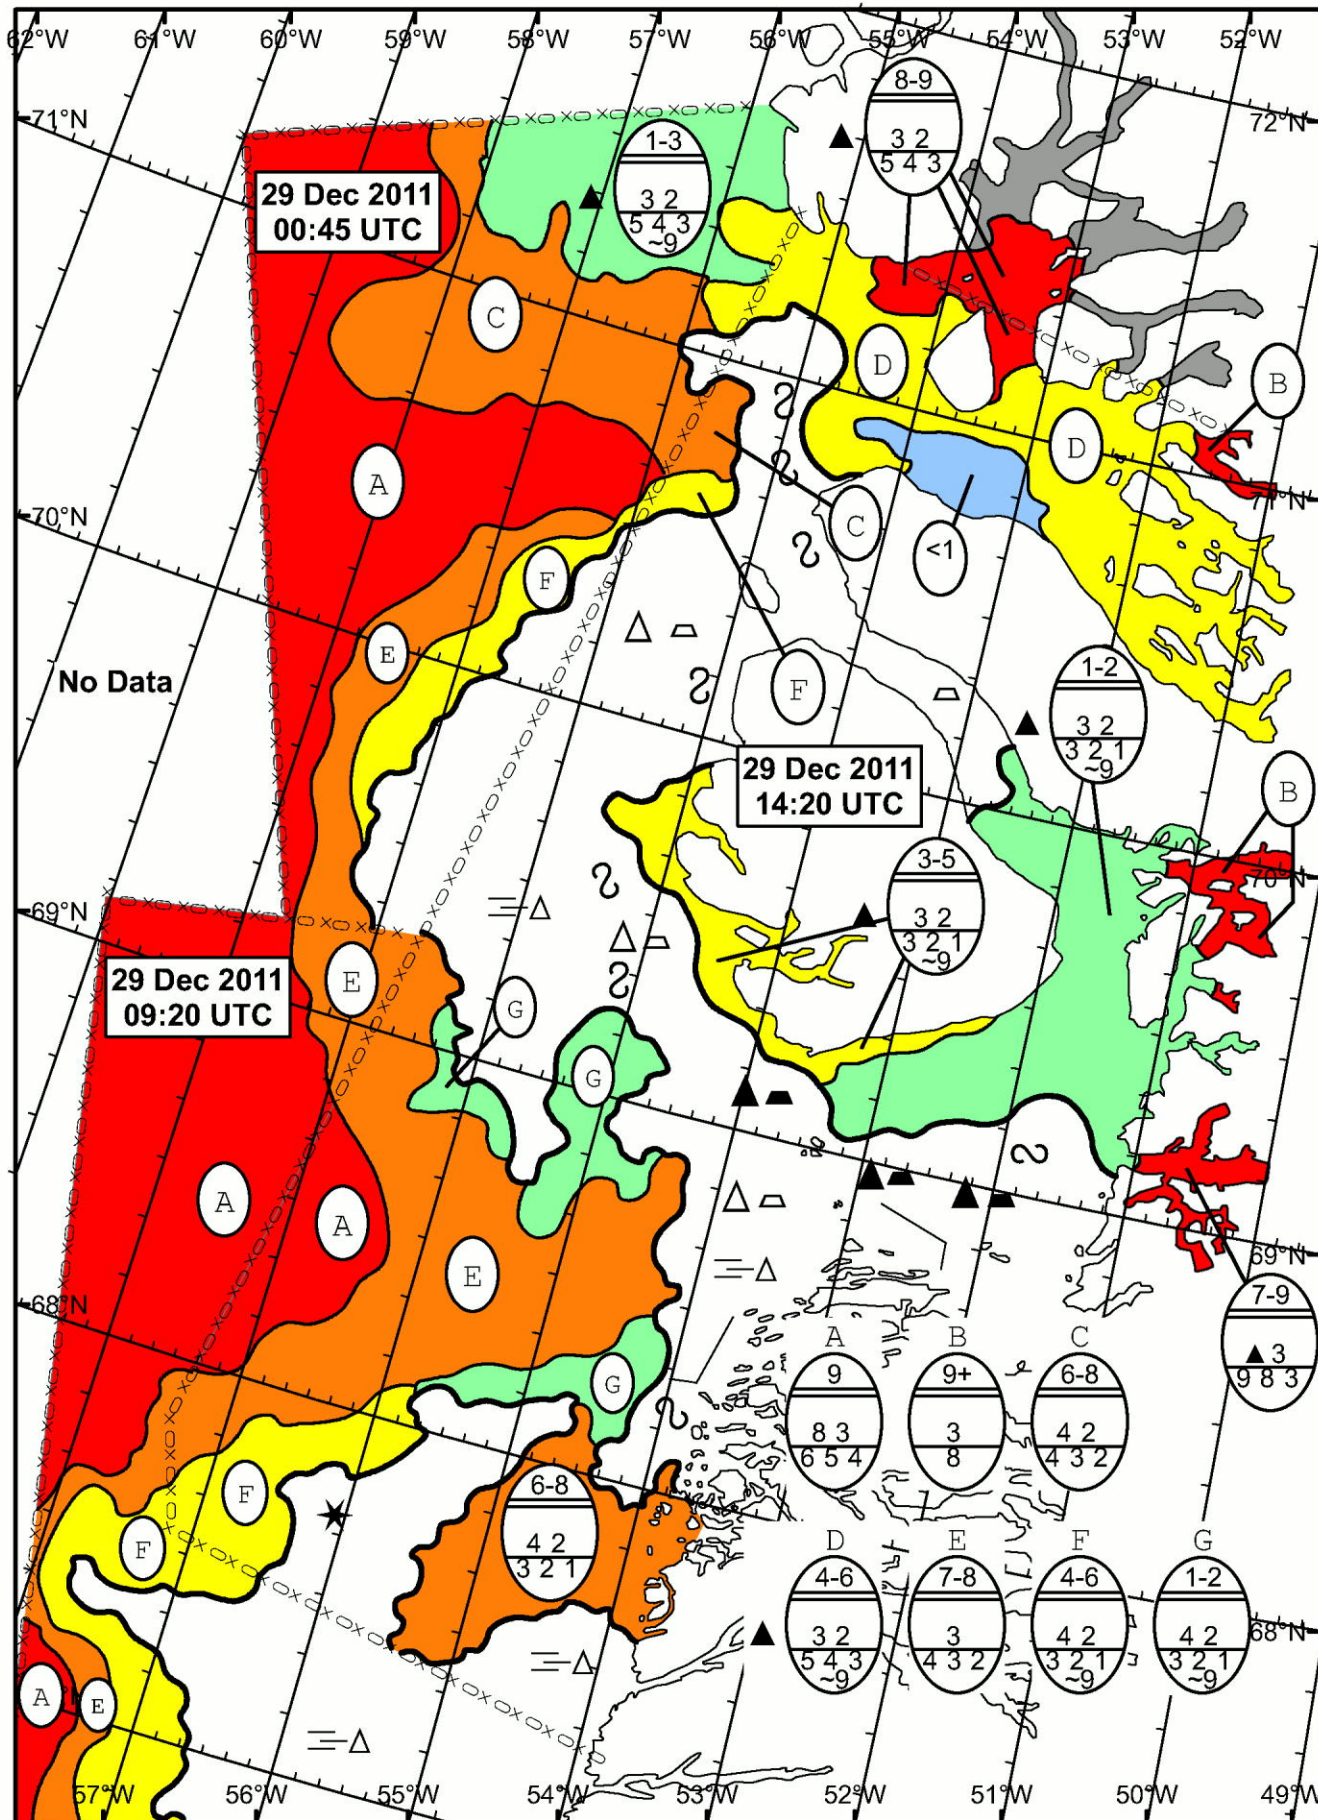 62°W 61°W 60°W 59°W 58°W 57°W 56°W 55°W 54°W 53°W 52°W
71°N
72°N
8-9
3 2
5 4 3
1-3
3 2
5 4 3
~9
29 Dec 2011
00:45 UTC
C
D
B
D
A
70°N
71°N
C
<1
F
E
F
No Data
1-2
3 2
3 2 1
~9
29 Dec 2011
14:20 UTC
B
3-5
3 2
3 2 1
~9
70°N
69°N
29 Dec 2011
09:20 UTC
E
G
G
A
A
E
69°N
68°N
7-9
3
9 8 3
G
A B C
9 9+ 6-8
8 3 3 4 2
6 5 4 8 4 3 2
F
6-8
4 2
3 2 1
F
D E F G
4-6 7-8 4-6 1-2
3 2 3 4 2 4 2
5 4 3 4 3 2 3 2 1 3 2 1
~9 ~9 ~9
68°N
A E
57°W 56°W 55°W 54°W 53°W 52°W 51°W 50°W 49°W